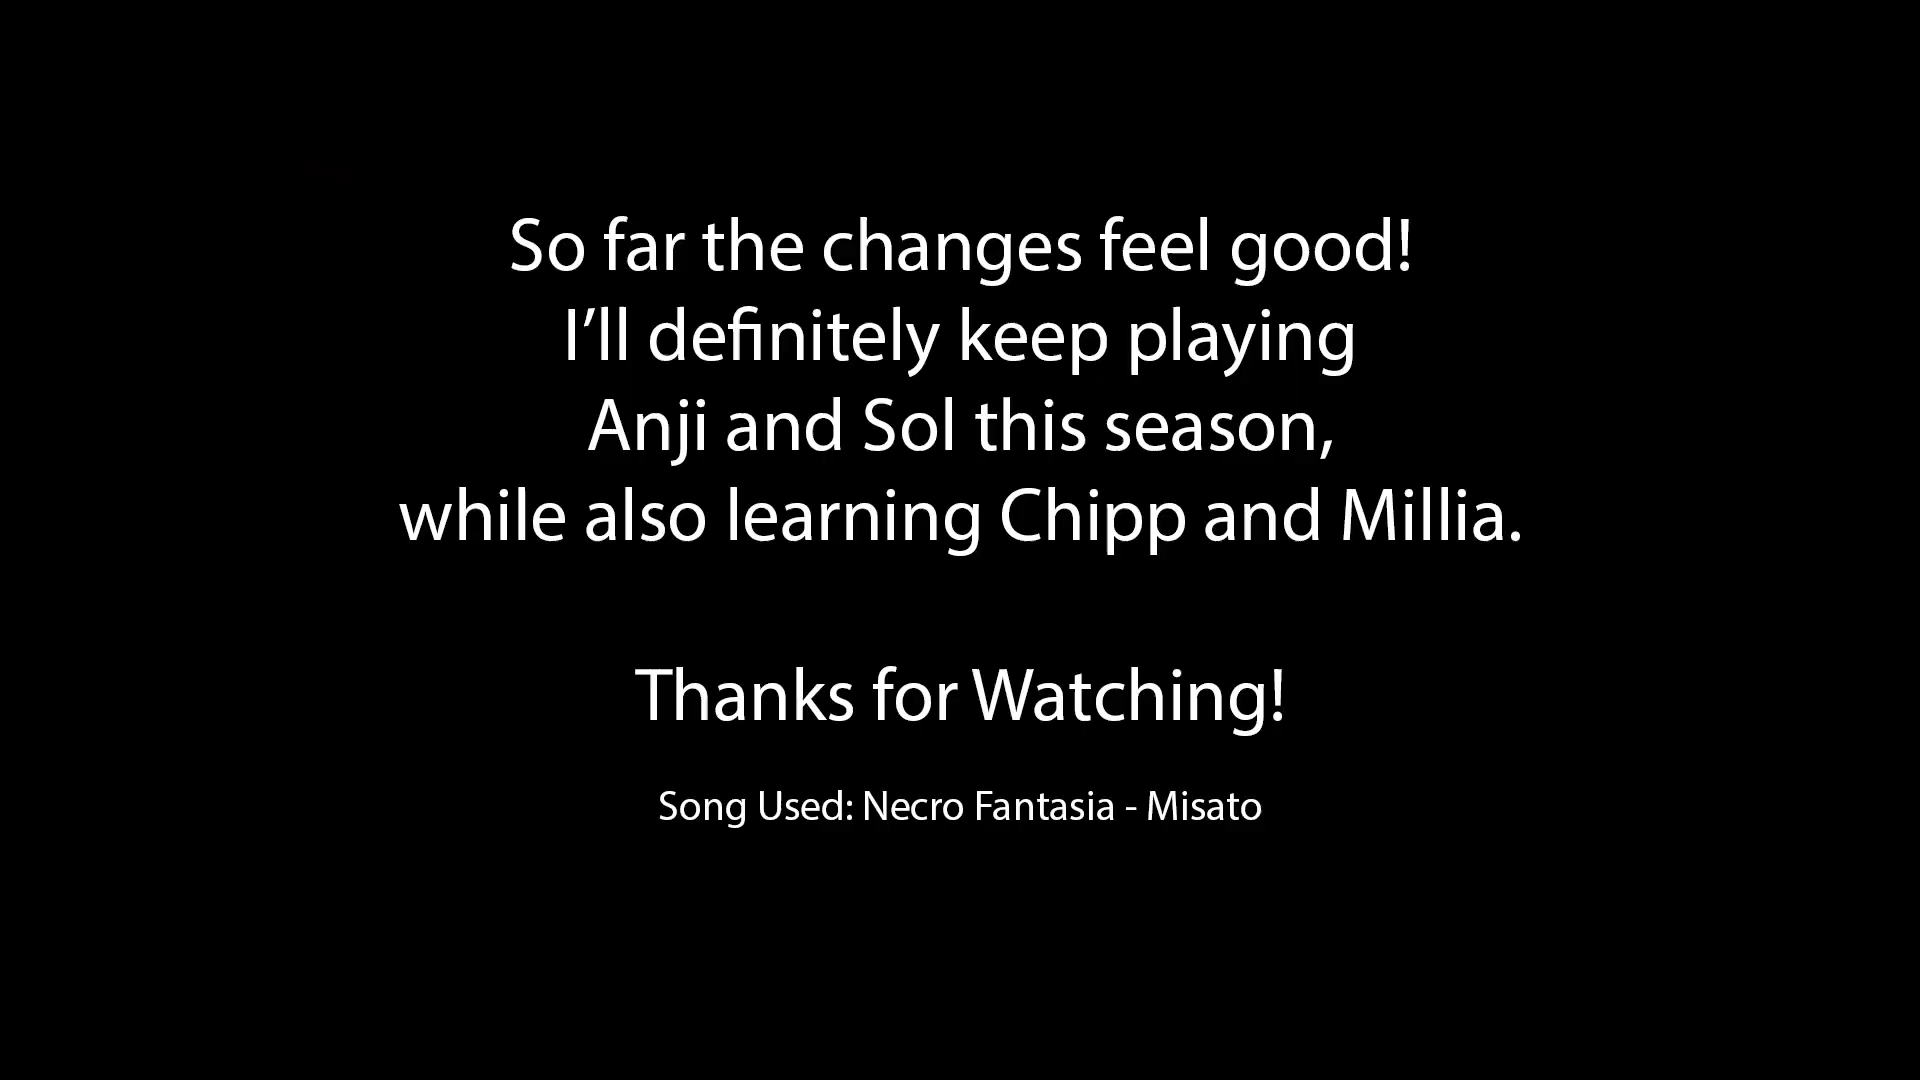 So far the changes feel good!
I’ll definitely keep playing
Anji and Sol this season,
while also learning Chipp and Millia.
Thanks for Watching!
Song Used: Necro Fantasia - Misato